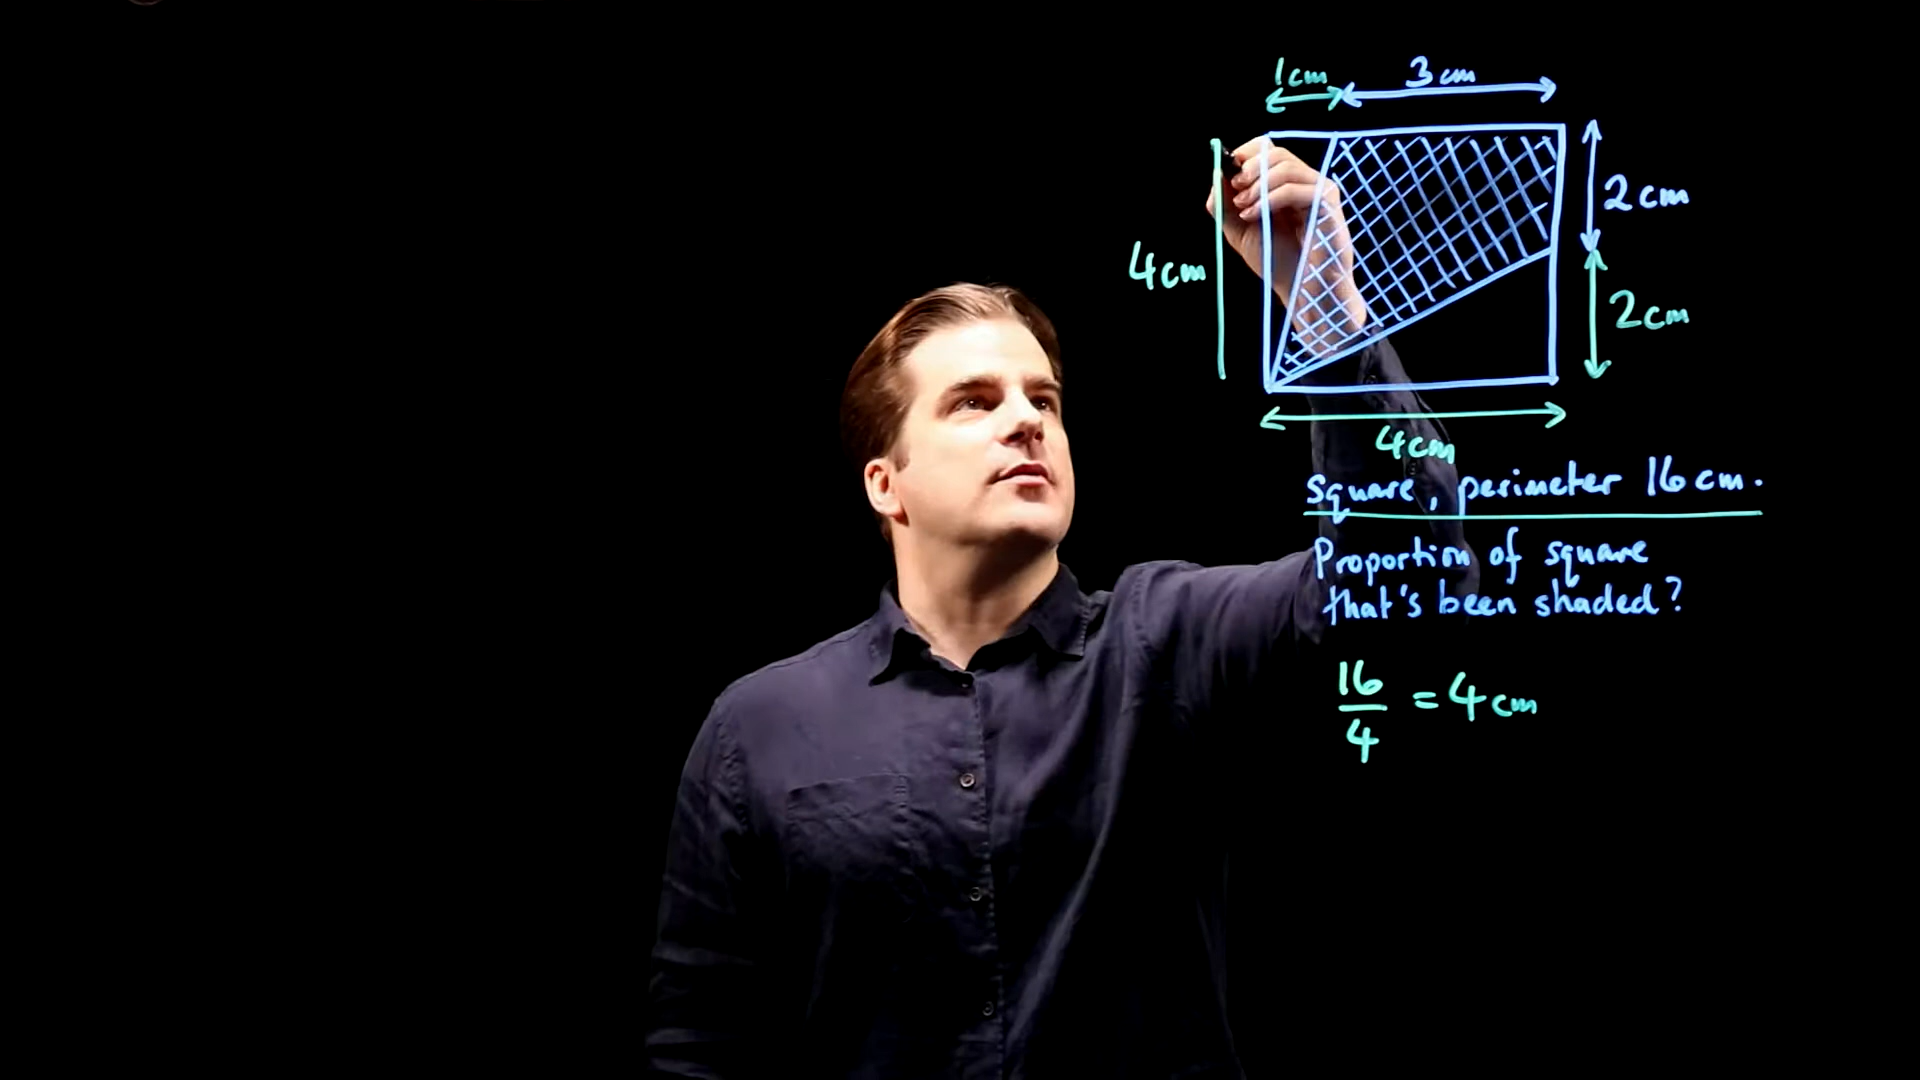 1cm 3cm
2cm
4cm
2cm
4cm
square, perimeter 16cm.
Proportion of square
that's been shaded?
16
4
= 4cm